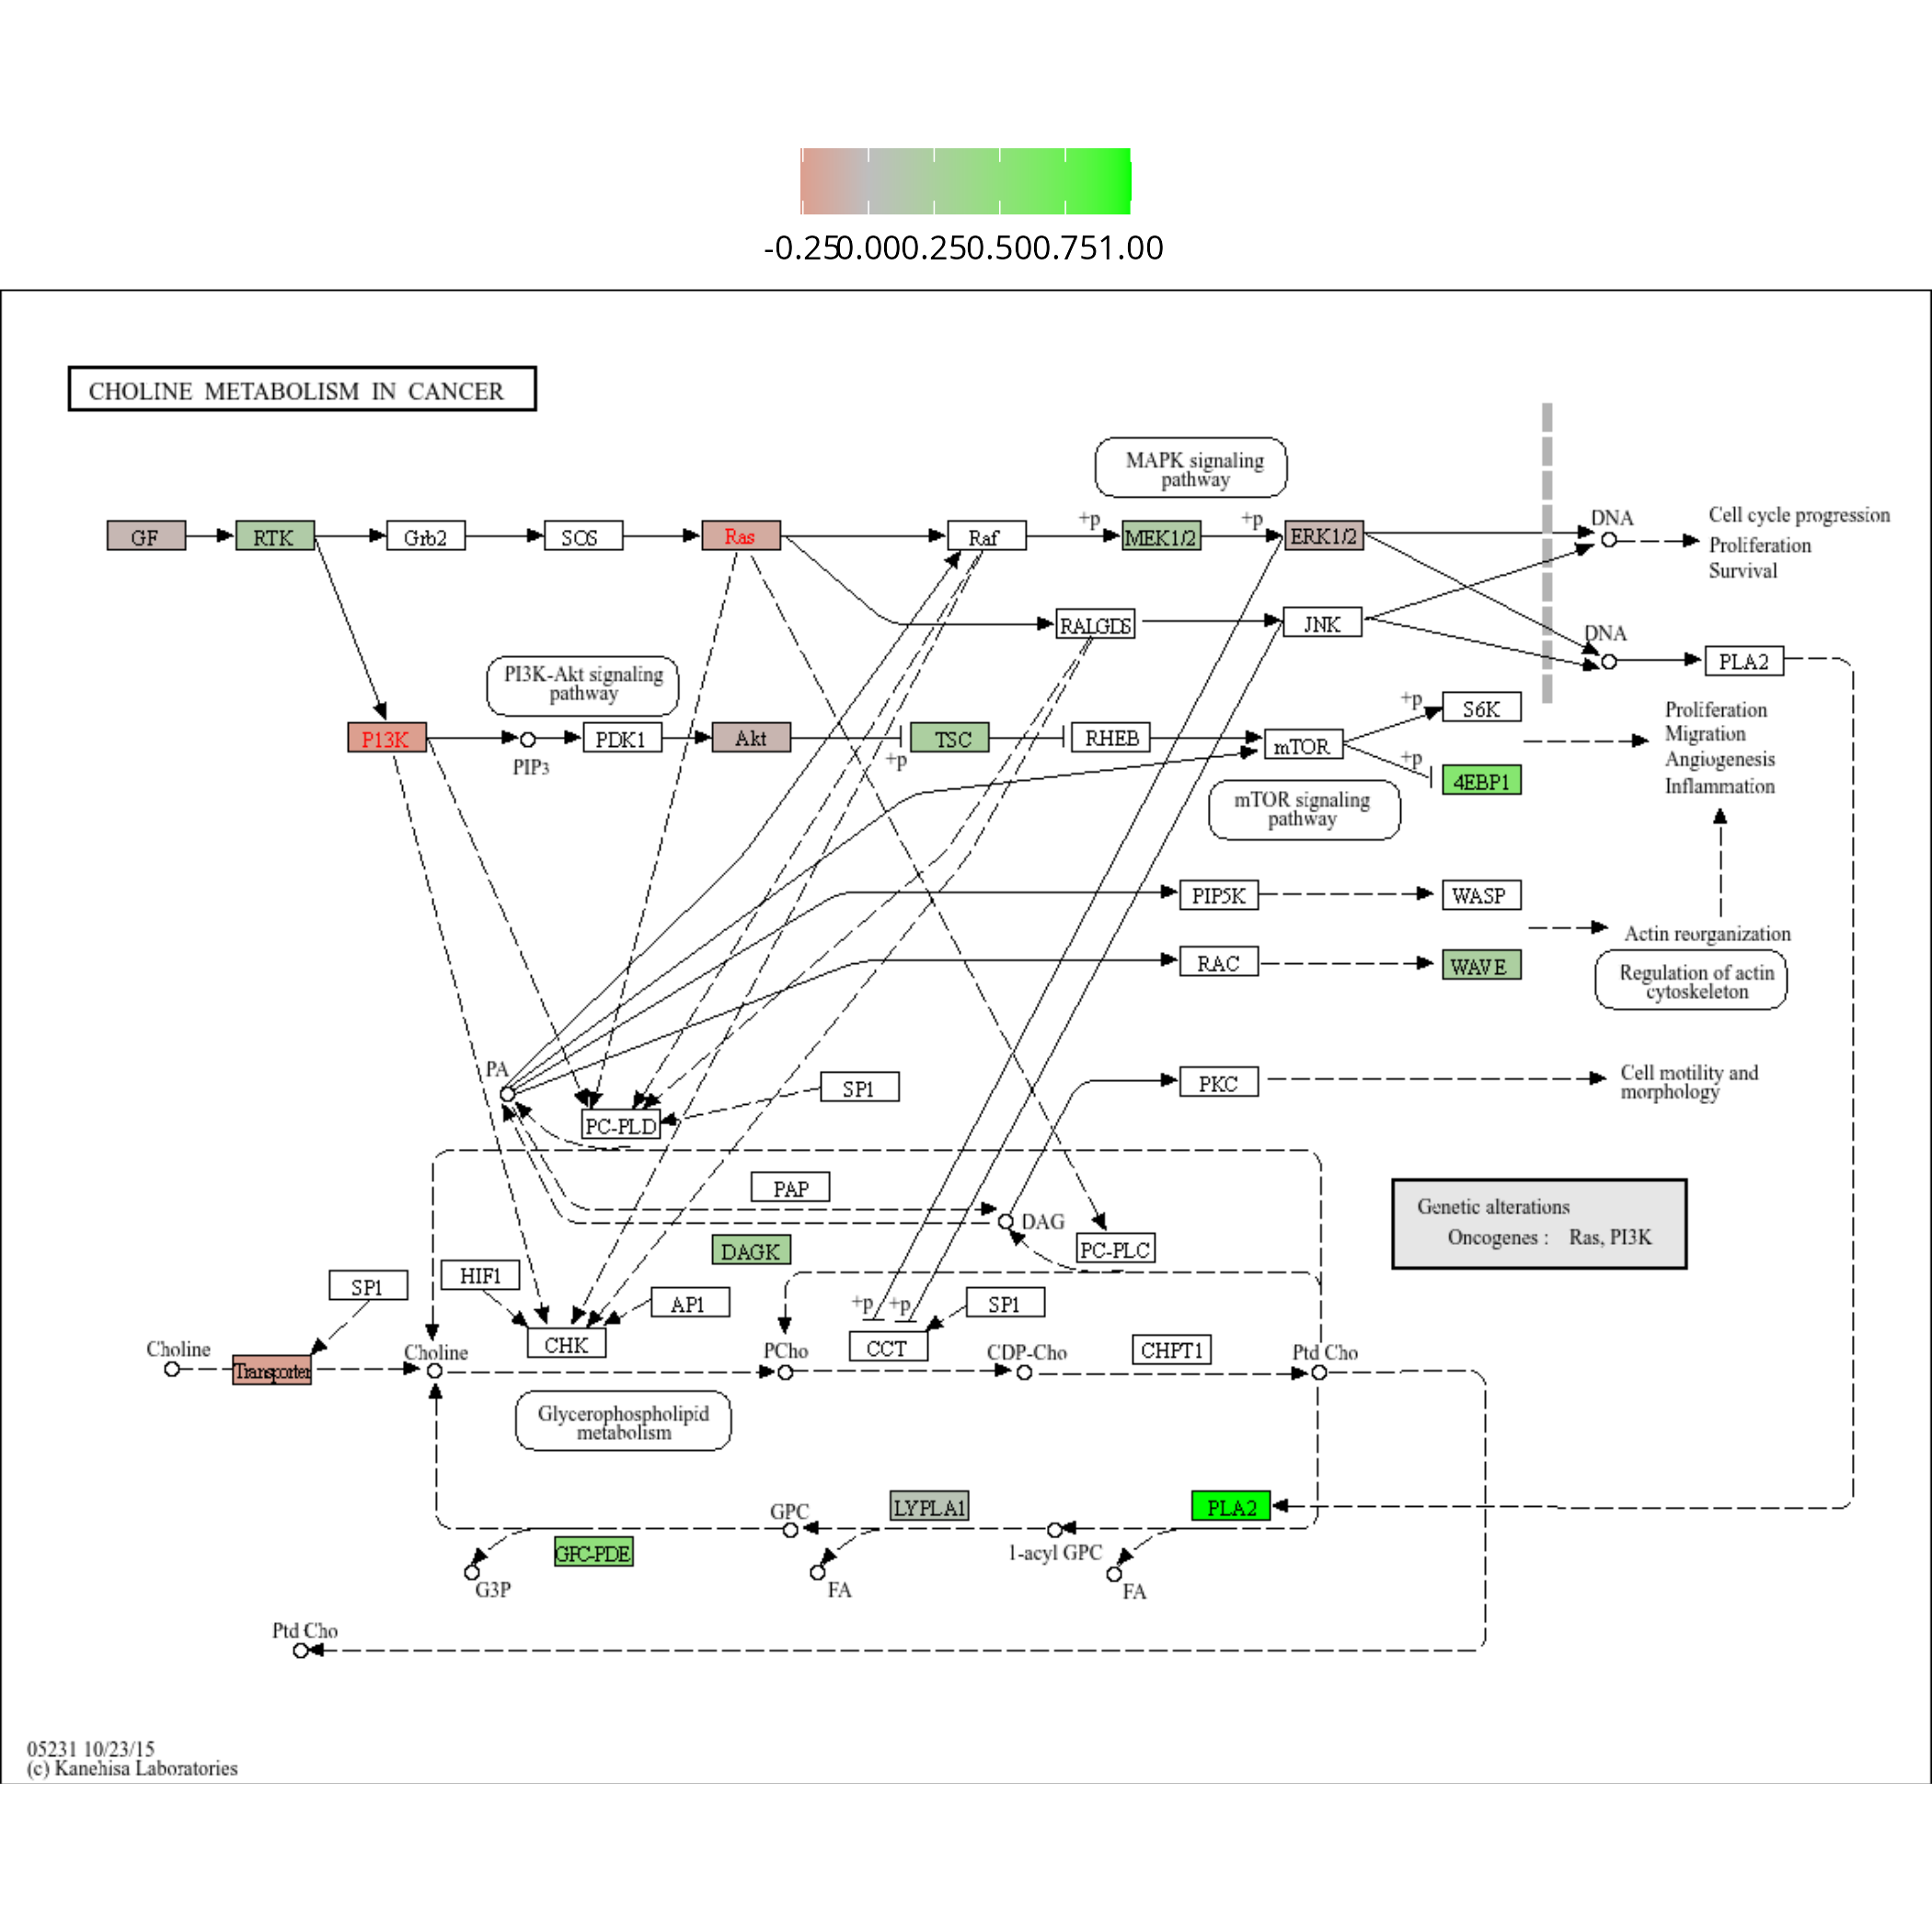 -0.25 0.00 0.25 0.50 0.75 1.00
CHOLINE METABOLISM IN CANCER
MAPK signaling
pathway
GF
RTK
Grb2
SOS
Ras
Raf
+p
MEK1/2
+p
ERK1/2
DNA
Cell cycle progression
Proliferation
Survival
RALGDS
JNK
DNA
PLA2
PI3K-Akt signaling
pathway
P13K
PIP3
PDK1
Akt
+p
TSC
RHEB
mTOR
+p
S6K
+p
4EBP1
Proliferation
Migration
Angiogenesis
Inflammation
mTOR signaling
pathway
PIP5K
WASP
Actin reorganization
RAC
WAVE
Regulation of actin
cytoskeleton
PA
PC-PLD
SP1
PKC
Cell motility and
morphology
PAP
DAG
DAGK
PC-PLC
Genetic alterations
Oncogenes : Ras, PI3K
SP1
HIF1
AP1
+p
+p
SP1
Choline
Transporter
Choline
CHK
PCho
CCT
CDP-Cho
CHPT1
Ptd Cho
Glycerophospholipid
metabolism
GPC
LYPLA1
PLA2
GPC-PDE
1-acyl GPC
G3P
FA
FA
Ptd Cho
05231 10/23/15
(c) Kanehisa Laboratories